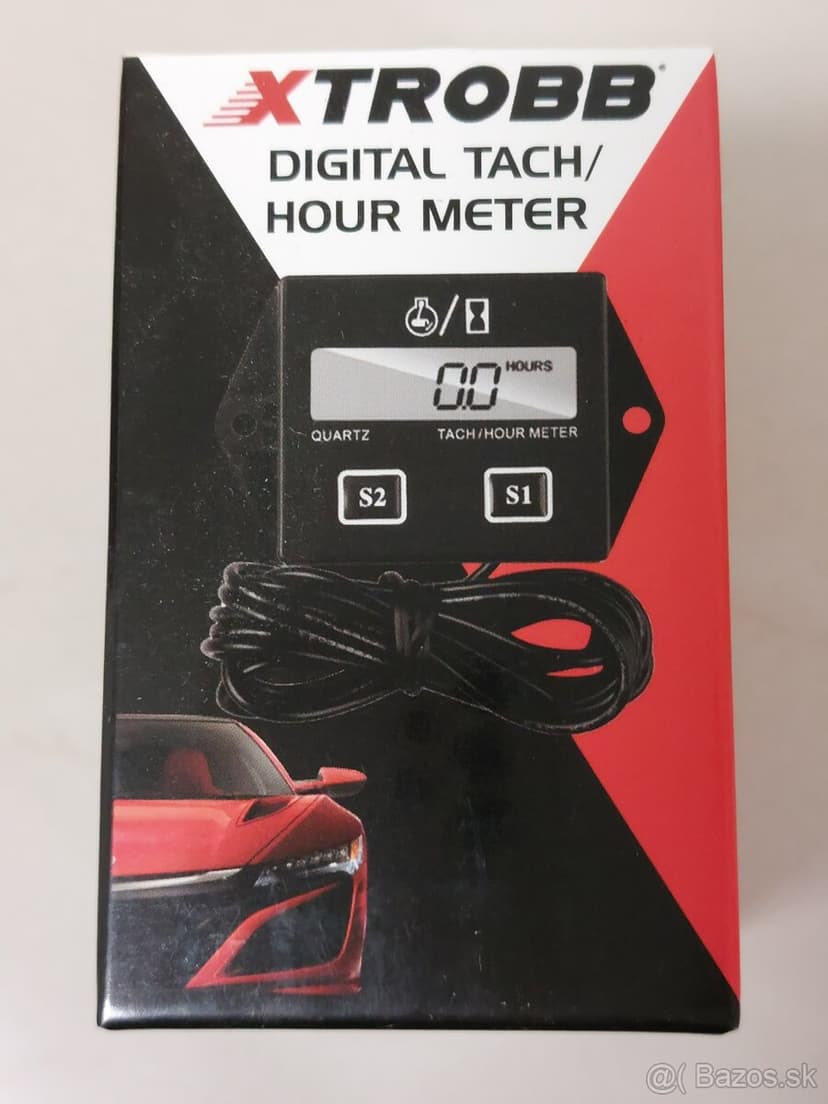 XTROBB
DIGITAL TACH/
HOUR METER
/
0.0 HOURS
QUARTZ TACH/HOUR METER
S2 S1
@( Bazos.sk